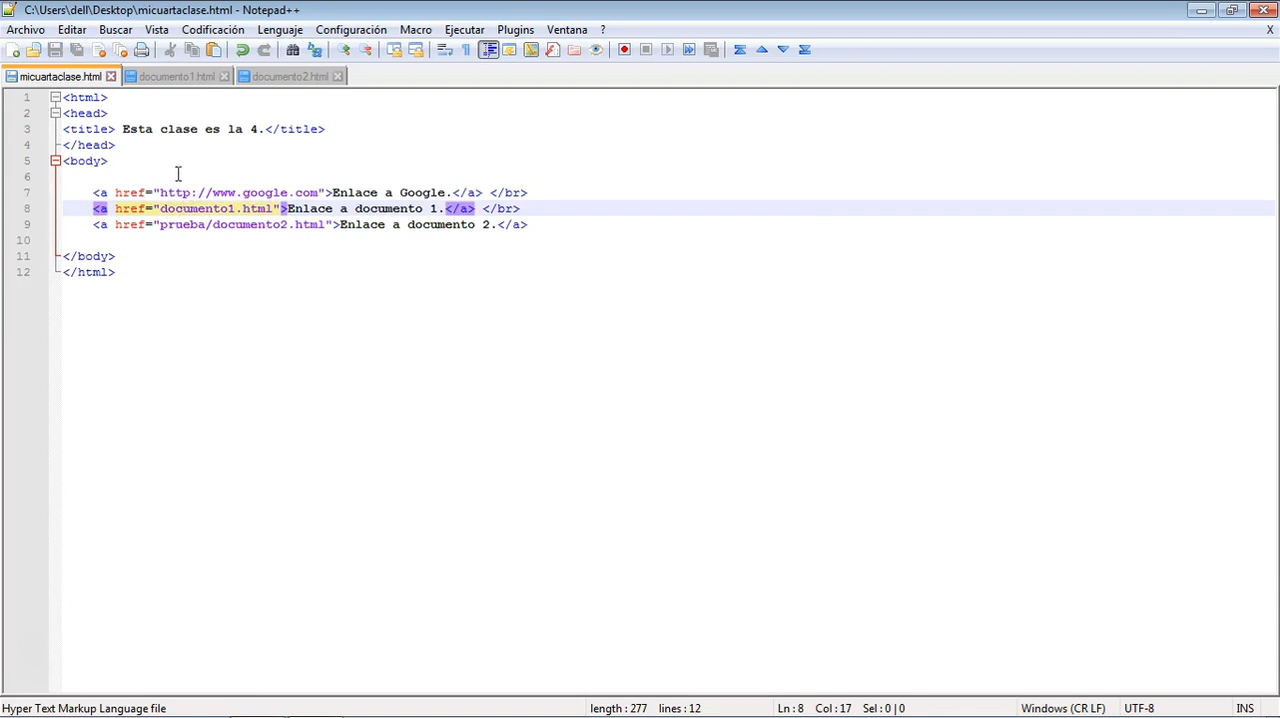 C:\Users\dell\Desktop\micuartaclase.html - Notepad++
Archivo Editar Buscar Vista Codificación Lenguaje Configuración Macro Ejecutar Plugins Ventana ? X
micuartaclase.html documento1.html documento2.html
1 <html>
2 <head>
3 <title> Esta clase es la 4.</title>
4 </head>
5 <body>
6
7 <a href="http://www.google.com">Enlace a Google.</a> </br>
8 <a href="documento1.html">Enlace a documento 1.</a> </br>
9 <a href="prueba/documento2.html">Enlace a documento 2.</a>
10
11 </body>
12 </html>
Hyper Text Markup Language file length : 277 lines : 12 Ln : 8 Col : 17 Sel : 0 | 0 Windows (CR LF) UTF-8 INS